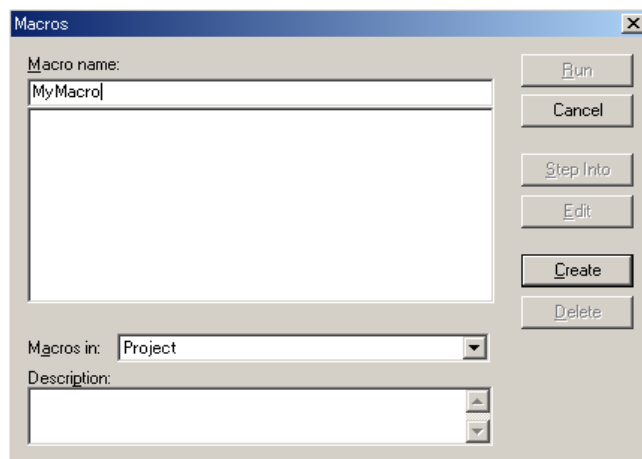 Macros
Macro name:
MyMacro
Run
Cancel
Step Into
Edit
Create
Delete
Macros in:
Project
Description: